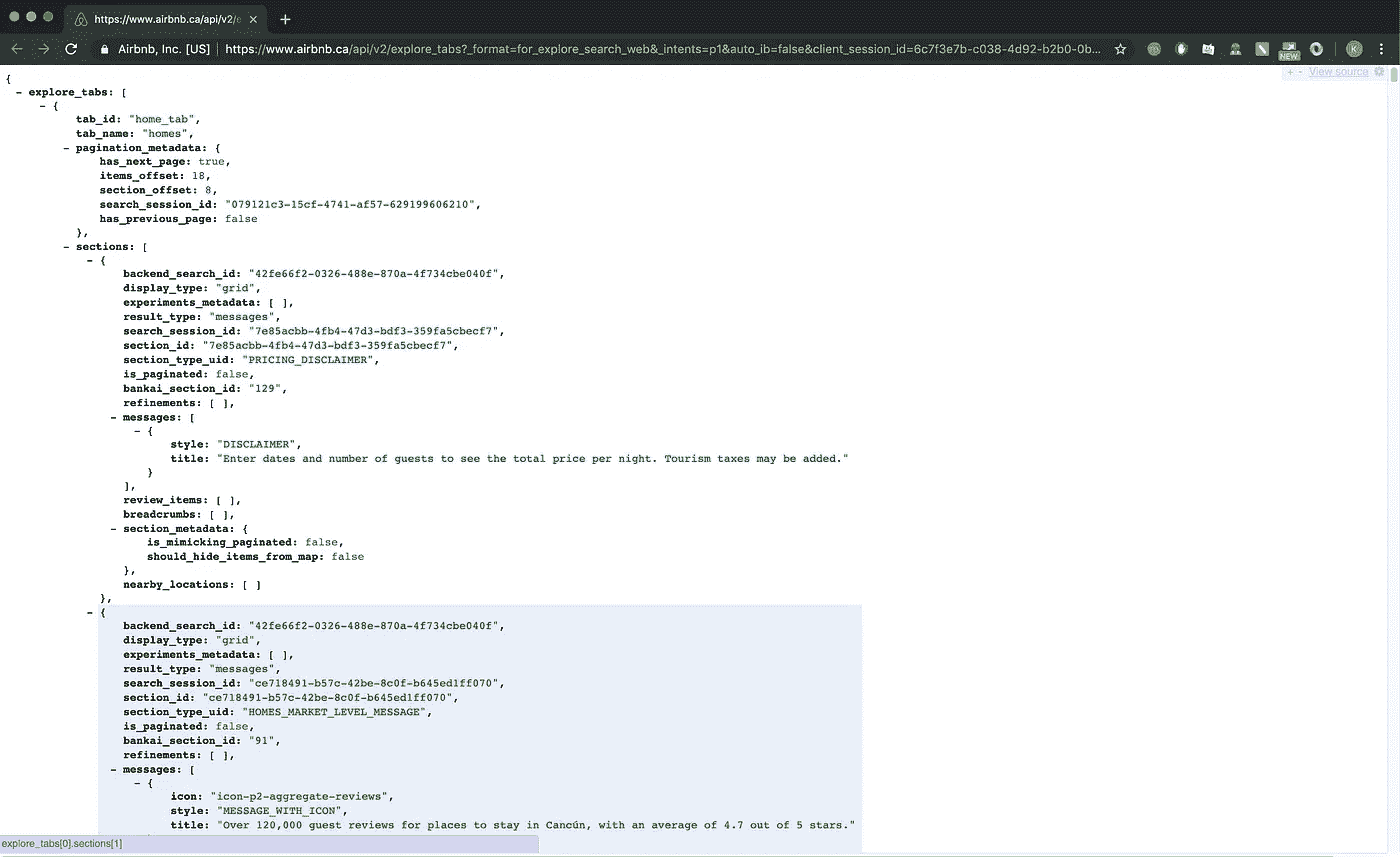 https://www.airbnb.ca/api/v2/e
Airbnb, Inc. [US] | https://www.airbnb.ca/api/v2/explore_tabs?_format=for_explore_search_web&_intents=p1&auto_ib=false&client_session_id=6c7f3e7b-c038-4d92-b2b0-0b...
NEW
K
+ - View source
{
- explore_tabs: [
- {
tab_id: "home_tab",
tab_name: "homes",
- pagination_metadata: {
has_next_page: true,
items_offset: 18,
section_offset: 8,
search_session_id: "079121c3-15cf-4741-af57-629199606210",
has_previous_page: false
},
- sections: [
- {
backend_search_id: "42fe66f2-0326-488e-870a-4f734cbe040f",
display_type: "grid",
experiments_metadata: [ ],
result_type: "messages",
search_session_id: "7e85acbb-4fb4-47d3-bdf3-359fa5cbecf7",
section_id: "7e85acbb-4fb4-47d3-bdf3-359fa5cbecf7",
section_type_uid: "PRICING_DISCLAIMER",
is_paginated: false,
bankai_section_id: "129",
refinements: [ ],
- messages: [
- {
style: "DISCLAIMER",
title: "Enter dates and number of guests to see the total price per night. Tourism taxes may be added."
}
],
review_items: [ ],
breadcrumbs: [ ],
- section_metadata: {
is_mimicking_paginated: false,
should_hide_items_from_map: false
},
nearby_locations: [ ]
},
- {
backend_search_id: "42fe66f2-0326-488e-870a-4f734cbe040f",
display_type: "grid",
experiments_metadata: [ ],
result_type: "messages",
search_session_id: "ce718491-b57c-42be-8c0f-b645ed1ff070",
section_id: "ce718491-b57c-42be-8c0f-b645ed1ff070",
section_type_uid: "HOMES_MARKET_LEVEL_MESSAGE",
is_paginated: false,
bankai_section_id: "91",
refinements: [ ],
- messages: [
- {
icon: "icon-p2-aggregate-reviews",
style: "MESSAGE_WITH_ICON",
title: "Over 120,000 guest reviews for places to stay in Cancún, with an average of 4.7 out of 5 stars."
explore_tabs[0].sections[1]